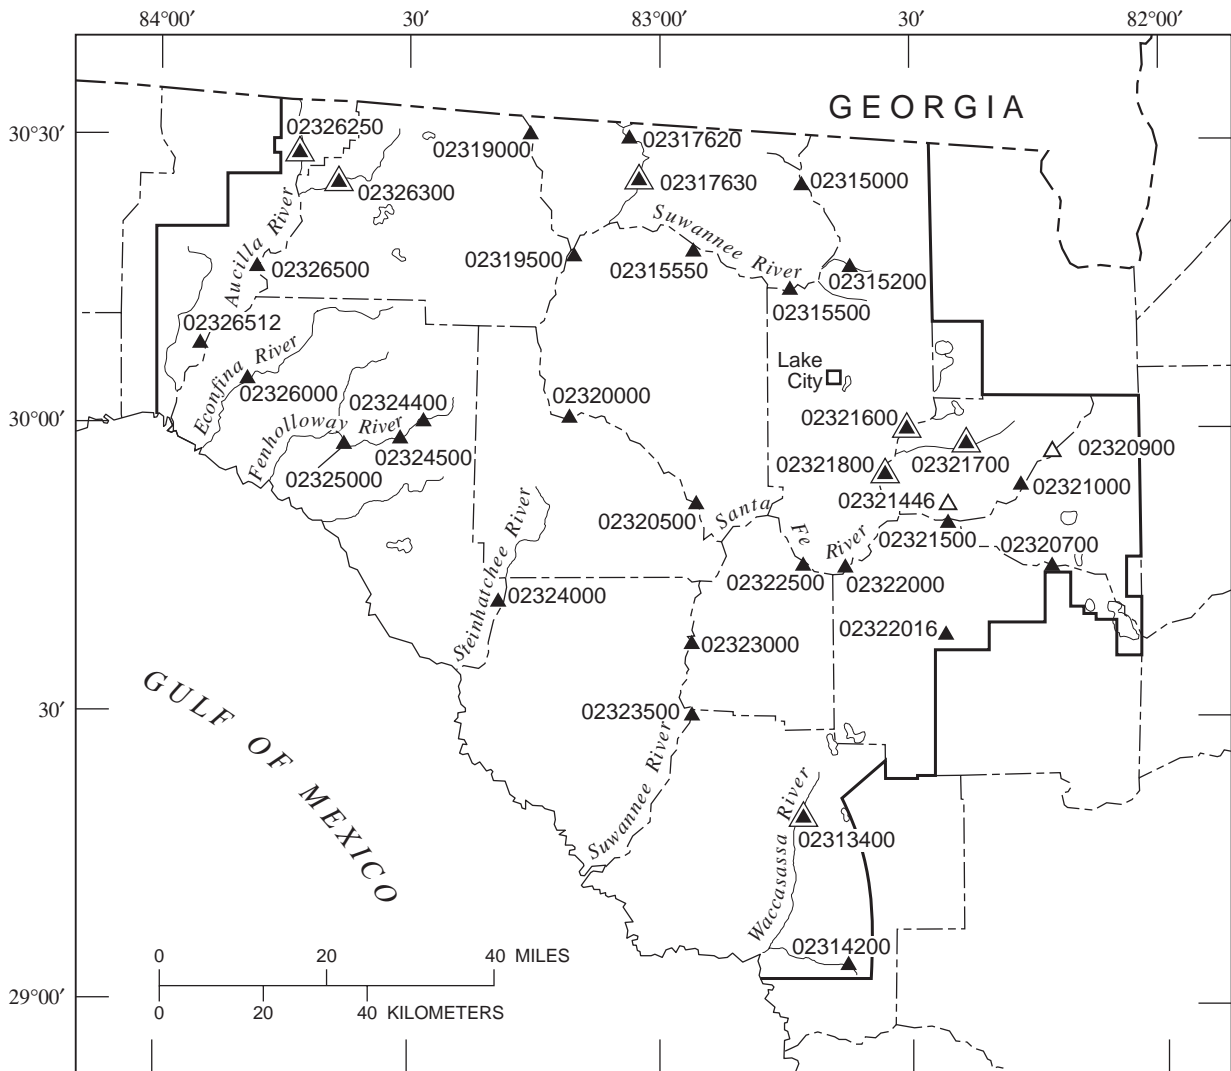 84°00′ 30′ 83°00′ 30′ 82°00′
GEORGIA
30°30′
02326250
02319000
02317620
02326300
02317630
02315000
Aucilla River
Suwannee River
02326500
02319500
02315550
02315200
02315500
02326512
Econfina River
02326000
Lake
City
02324400
02320000
30°00′
Fenholloway River
02321600
02324500
02325000
02321800
02321700
02320900
02321446
02321000
Steinhatchee River
02320500
Santa Fe River
02321500
02320700
02322500
02322000
02324000
02322016
02323000
GULF OF MEXICO
30′
02323500
Suwannee River
Waccasassa River
02313400
02314200
0 20 40 MILES
29°00′
0 20 40 KILOMETERS